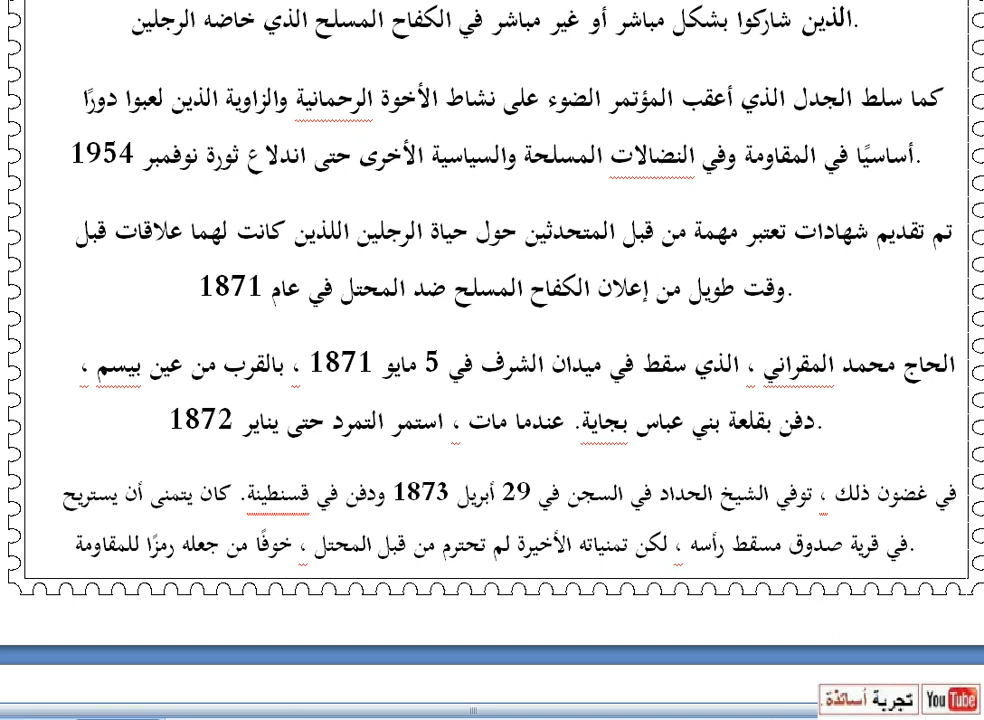 الذين شاركوا بشكل مباشر أو غير مباشر في الكفاح المسلح الذي خاضه الرجلين.
كما سلط الجدل الذي أعقب المؤتمر الضوء على نشاط الأخوة الرحمانية والزاوية الذين لعبوا دورًا
أساسيًا في المقاومة وفي النضالات المسلحة والسياسية الأخرى حتى اندلاع ثورة نوفمبر 1954.
تم تقديم شهادات تعتبر مهمة من قبل المتحدثين حول حياة الرجلين اللذين كانت لهما علاقات قبل
وقت طويل من إعلان الكفاح المسلح ضد المحتل في عام 1871.
الحاج محمد المقراني ، الذي سقط في ميدان الشرف في 5 مايو 1871 ، بالقرب من عين بيسم ،
دفن بقلعة بني عباس بجاية. عندما مات ، استمر التمرد حتى يناير 1872.
في غضون ذلك ، توفي الشيخ الحداد في السجن في 29 أبريل 1873 ودفن في قسنطينة. كان يتمنى أن يستريح
في قرية صدوق مسقط رأسه ، لكن تمنياته الأخيرة لم تحترم من قبل المحتل ، خوفًا من جعله رمزًا للمقاومة.
تجربة أساتذة. YouTube